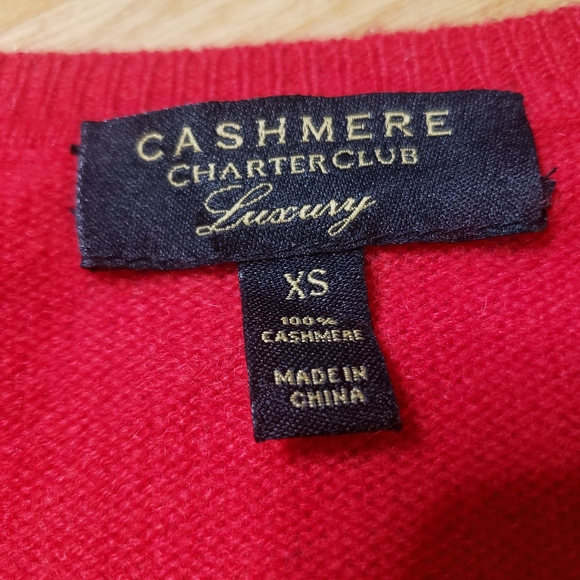 CASHMERE
CHARTER CLUB
Luxury
XS
100%
CASHMERE
MADE IN
CHINA